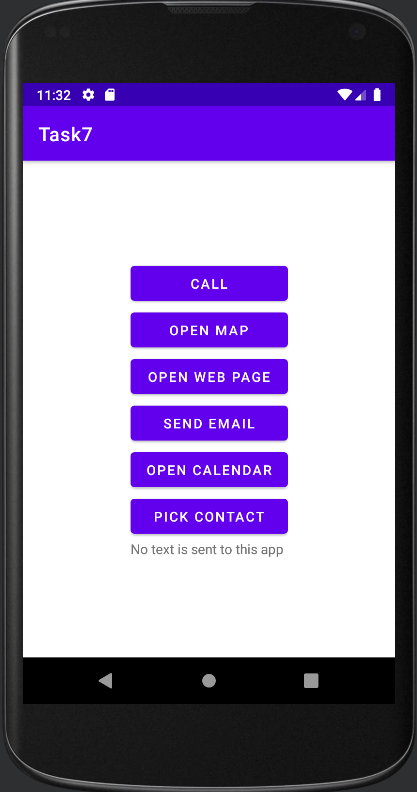 11:32
Task7
CALL
OPEN MAP
OPEN WEB PAGE
SEND EMAIL
OPEN CALENDAR
PICK CONTACT
No text is sent to this app